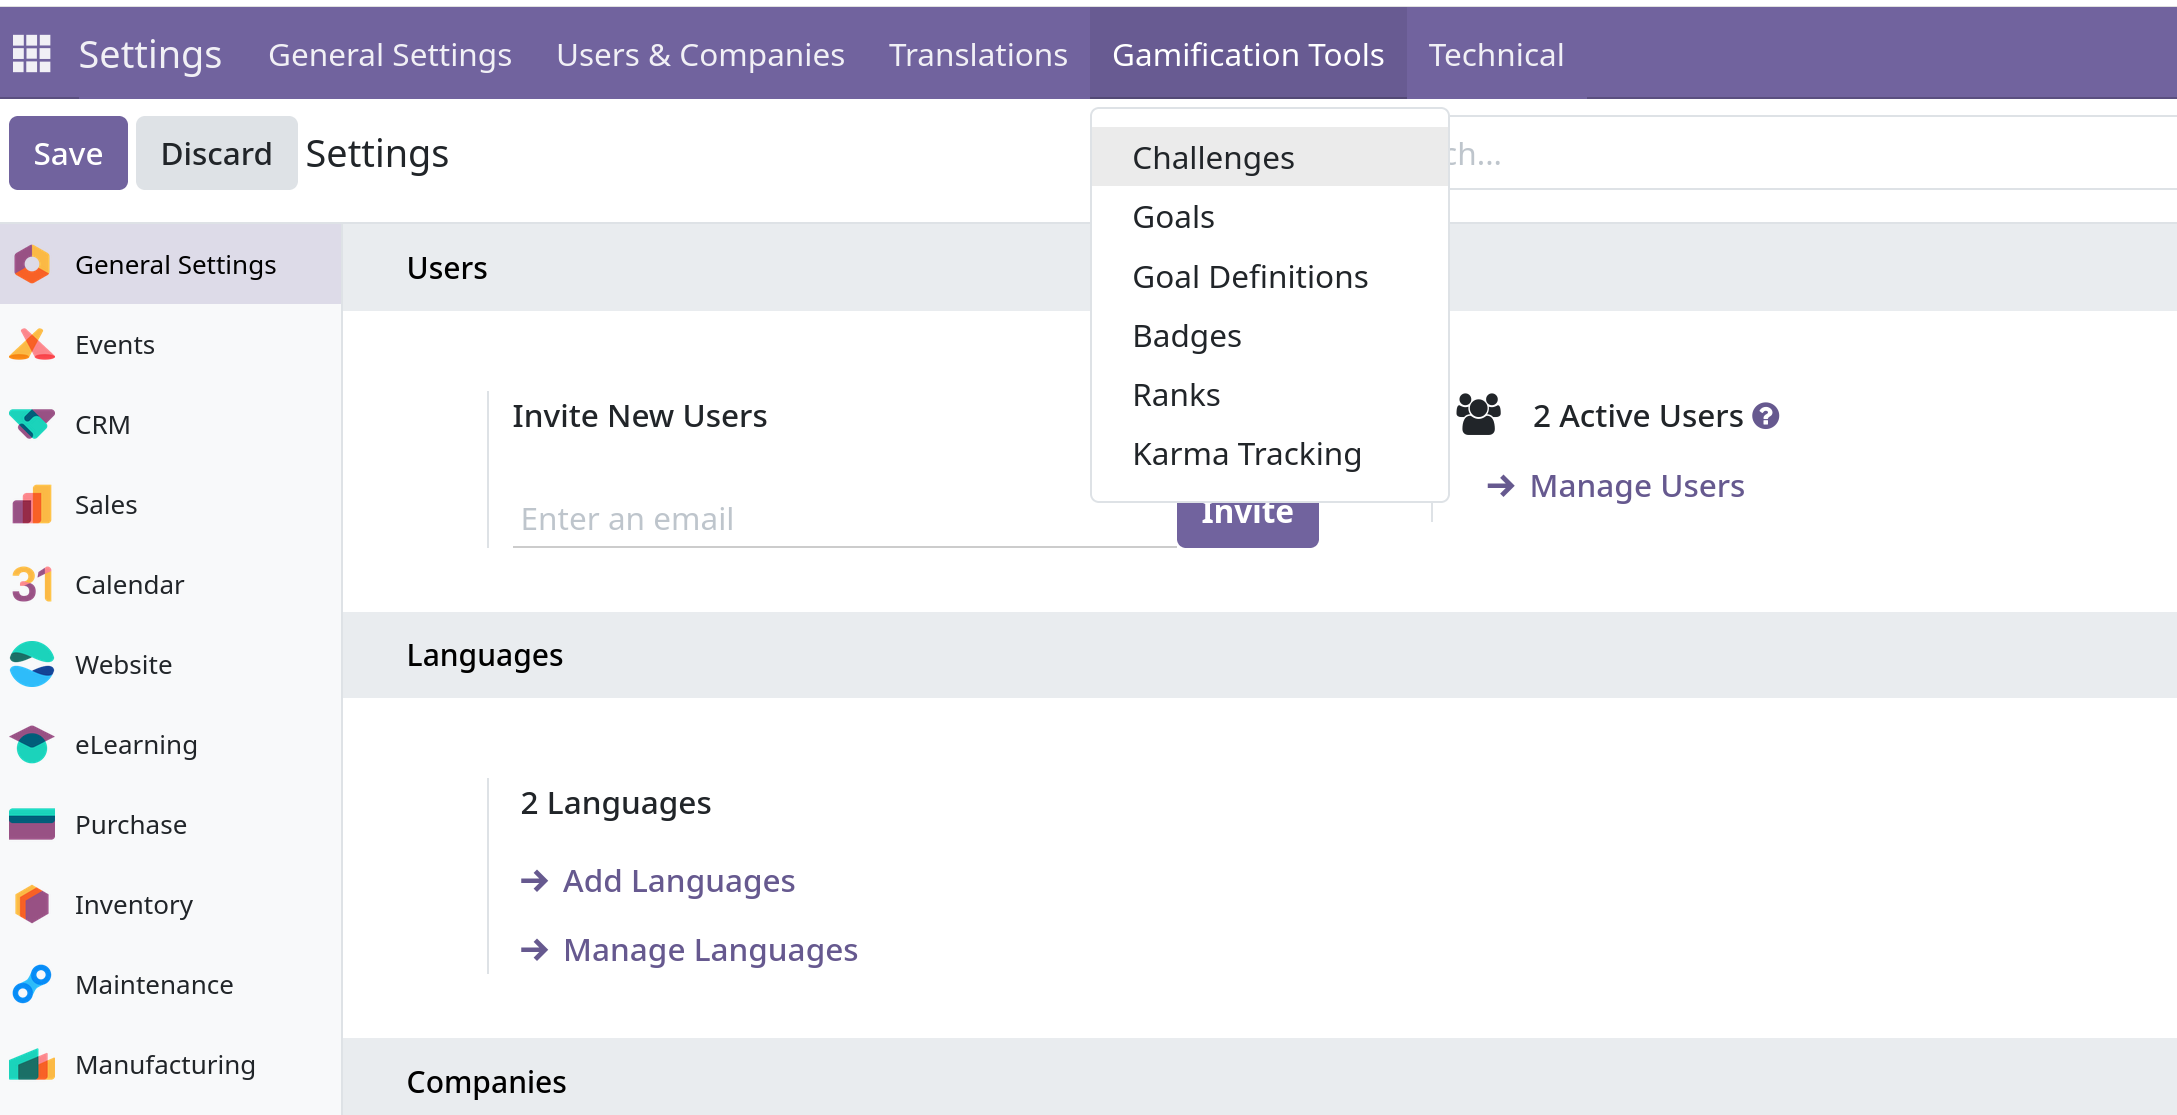 Settings General Settings Users & Companies Translations Gamification Tools Technical
Save Discard Settings
Challenges
Goals
Goal Definitions
Badges
Ranks
Karma Tracking
ch...
General Settings
Events
CRM
Sales
31 Calendar
Website
eLearning
Purchase
Inventory
Maintenance
Manufacturing
Users
Invite New Users
Enter an email
Invite
2 Active Users ?
→ Manage Users
Languages
2 Languages
→ Add Languages
→ Manage Languages
Companies